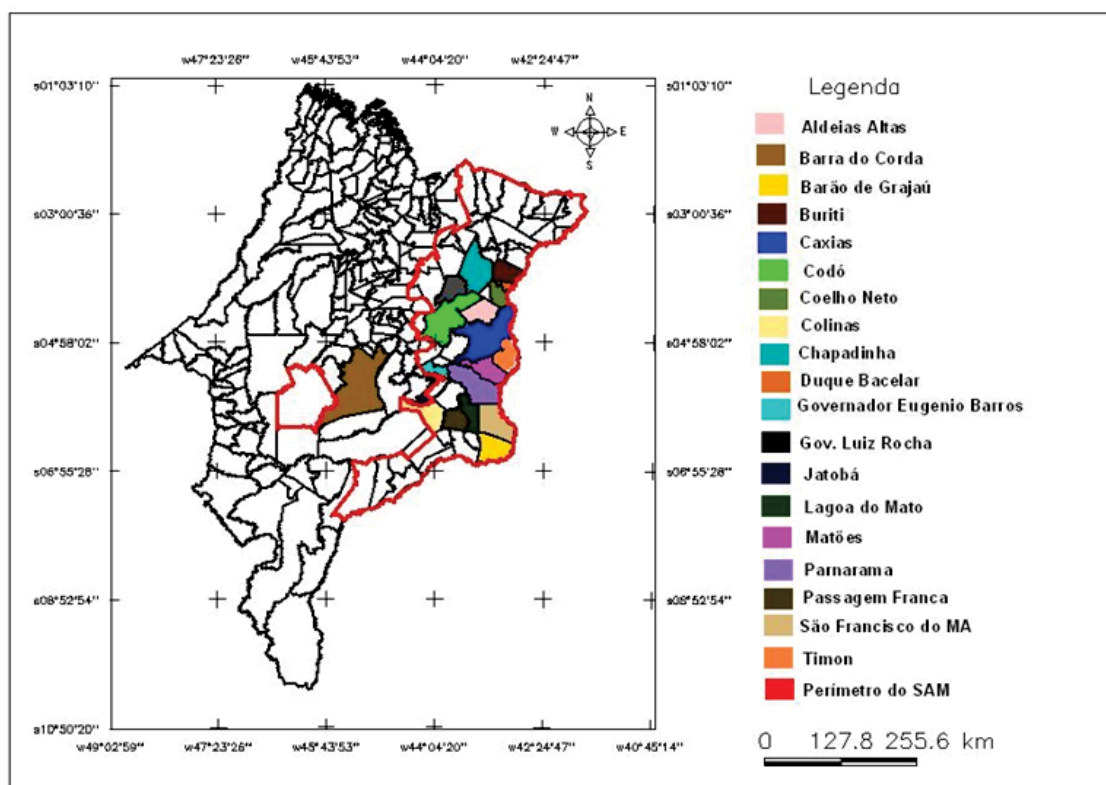 w47°23'26" w45°43'53" w44°04'20" w42°24'47"
s01°03'10" s01°03'10"
N
W E
S
s03°00'36" s03°00'36"
s04°58'02" s04°58'02"
s06°55'28" s06°55'28"
s08°52'54" s08°52'54"
s10°50'20" s10°50'20"
w49°02'59" w47°23'26" w45°43'53" w44°04'20" w42°24'47" w40°45'14"
Legenda
Aldeias Altas
Barra do Corda
Barão de Grajaú
Buriti
Caxias
Codó
Coelho Neto
Colinas
Chapadinha
Duque Bacelar
Governador Eugenio Barros
Gov. Luiz Rocha
Jatobá
Lagoa do Mato
Matões
Parnarama
Passagem Franca
São Francisco do MA
Timon
Perímetro do SAM
0 127.8 255.6 km